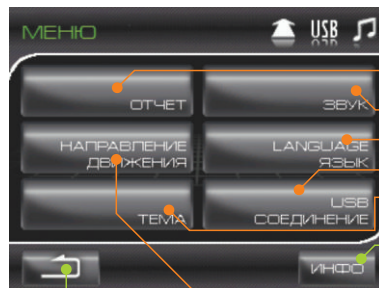 МЕНЮ USB
ОТЧЕТ
ЗВУК
НАПРАВЛЕНИЕ
ДВИЖЕНИЯ
LANGUAGE
ЯЗЫК
ТЕМА
USB
СОЕДИНЕНИЕ
ИНФО